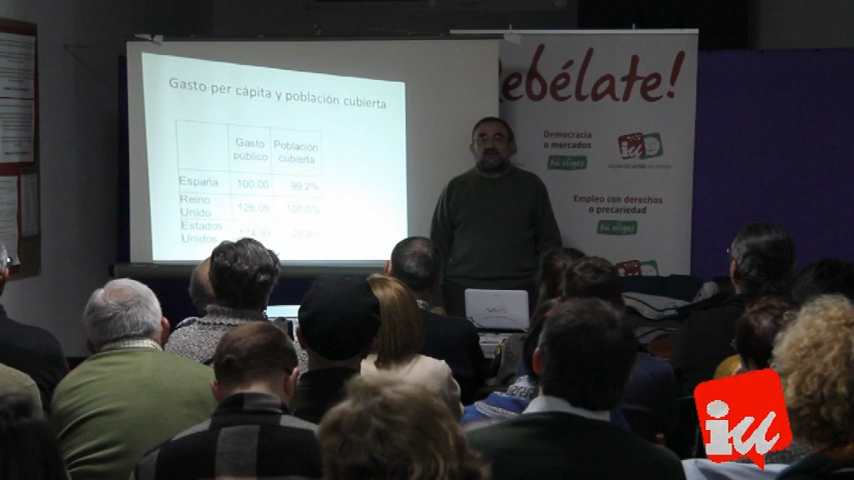 Gasto per cápita y población cubierta
Gasto público
Población cubierta
España 100,00 99,2%
Reino Unido 126,05 100,0%
Estados Unidos
ebélate!
Democracia
o mercados
tú eliges
iu
Empleo con derechos
o precariedad
tú eliges
iu